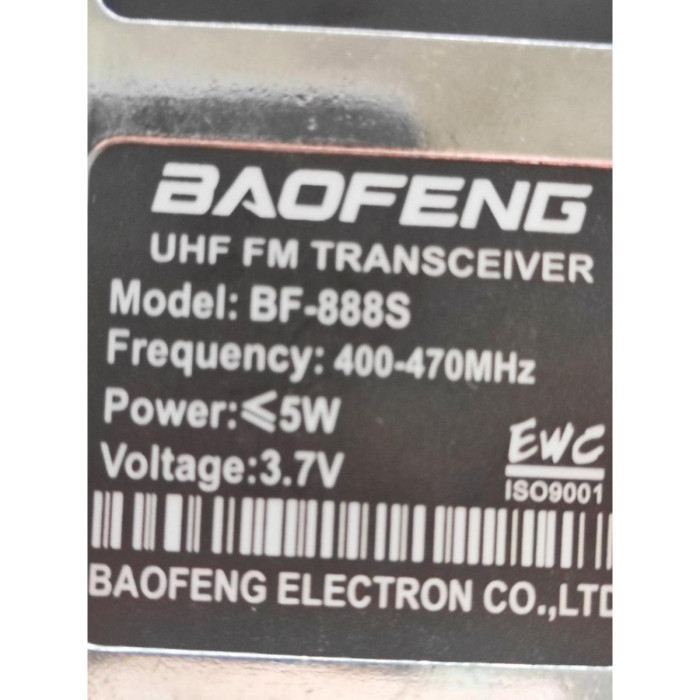 BAOFENG
UHF FM TRANSCEIVER
Model: BF-888S
Frequency: 400-470MHz
Power:≤5W
Voltage:3.7V
EWC
ISO9001
BAOFENG ELECTRON CO.,LTD